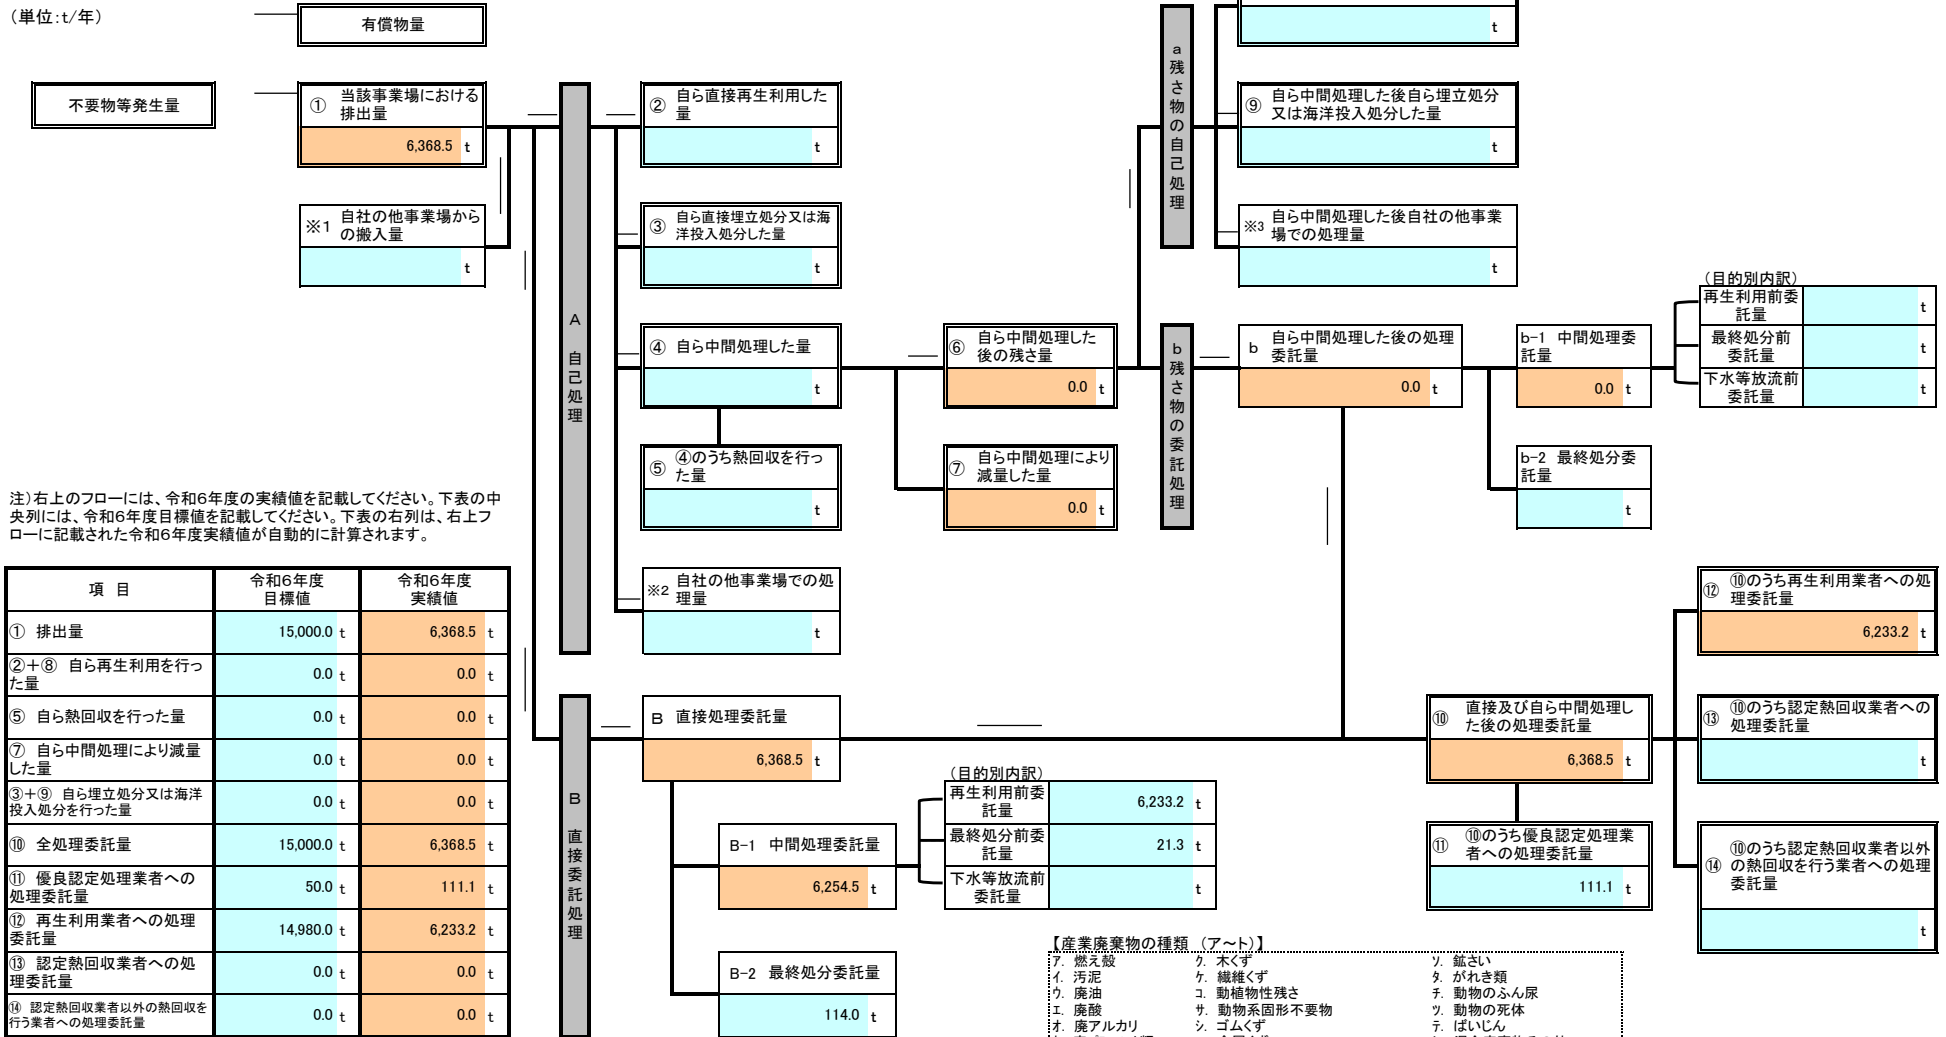 （単位:t/年）
有償物量
不要物等発生量
① 当該事業場における
排出量
6,368.5 t
※1 自社の他事業場から
の搬入量
t
A 自己処理
② 自ら直接再生利用した
量
t
③ 自ら直接埋立処分又は海
洋投入処分した量
t
④ 自ら中間処理した量
t
⑤ ④のうち熱回収を行っ
た量
t
※2 自社の他事業場での処
理量
t
⑥ 自ら中間処理した
後の残さ量
0.0 t
⑦ 自ら中間処理により
減量した量
0.0 t
a 残さ物の自己処理
t
⑨ 自ら中間処理した後自ら埋立処分
又は海洋投入処分した量
t
※3 自ら中間処理した後自社の他事業
場での処理量
t
b 残さ物の委託処理
b 自ら中間処理した後の処理
委託量
0.0 t
b-1 中間処理委
託量
0.0 t
b-2 最終処分委
託量
t
（目的別内訳）
再生利用前委
託量
t
最終処分前
委託量
t
下水等放流前
委託量
t
注）右上のフローには、令和6年度の実績値を記載してください。下表の中
央列には、令和6年度目標値を記載してください。下表の右列は、右上フ
ローに記載された令和6年度実績値が自動的に計算されます。
項 目
令和6年度
目標値
令和6年度
実績値
① 排出量
15,000.0 t
6,368.5 t
②＋⑧ 自ら再生利用を行っ
た量
0.0 t
0.0 t
⑤ 自ら熱回収を行った量
0.0 t
0.0 t
⑦ 自ら中間処理により減量
した量
0.0 t
0.0 t
③＋⑨ 自ら埋立処分又は海洋
投入処分を行った量
0.0 t
0.0 t
⑩ 全処理委託量
15,000.0 t
6,368.5 t
⑪ 優良認定処理業者への
処理委託量
50.0 t
111.1 t
⑫ 再生利用業者への処理
委託量
14,980.0 t
6,233.2 t
⑬ 認定熱回収業者への処
理委託量
0.0 t
0.0 t
⑭ 認定熱回収業者以外の熱回収を
行う業者への処理委託量
0.0 t
0.0 t
B 直接委託処理
B 直接処理委託量
6,368.5 t
B-1 中間処理委託量
6,254.5 t
B-2 最終処分委託量
114.0 t
（目的別内訳）
再生利用前委
託量
6,233.2 t
最終処分前委
託量
21.3 t
下水等放流前
委託量
t
⑩ 直接及び自ら中間処理し
た後の処理委託量
6,368.5 t
⑪ ⑩のうち優良認定処理業
者への処理委託量
111.1 t
⑫ ⑩のうち再生利用業者への処
理委託量
6,233.2 t
⑬ ⑩のうち認定熱回収業者への
処理委託量
t
⑭ ⑩のうち認定熱回収業者以外
の熱回収を行う業者への処理
委託量
t
【産業廃棄物の種類 （ア～ト）】
ア. 燃え殻
イ. 汚泥
ウ. 廃油
エ. 廃酸
オ. 廃アルカリ
ク. 木くず
ケ. 繊維くず
コ. 動植物性残さ
サ. 動物系固形不要物
シ. ゴムくず
ソ. 鉱さい
タ. がれき類
チ. 動物のふん尿
ツ. 動物の死体
テ. ばいじん